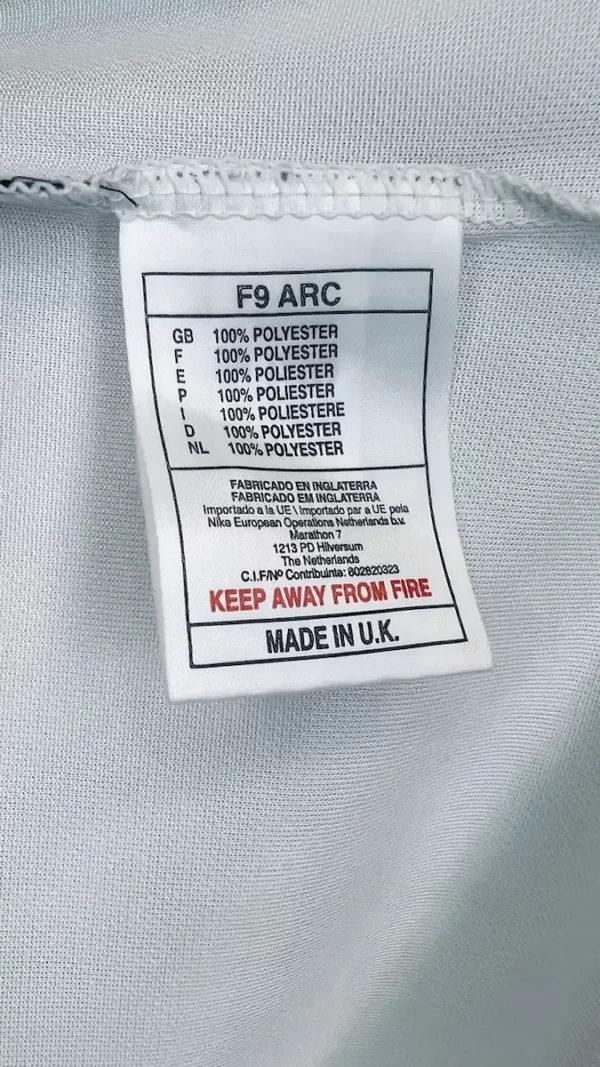 F9 ARC
GB 100% POLYESTER
F 100% POLYESTER
E 100% POLIESTER
P 100% POLIESTER
I 100% POLIESTERE
D 100% POLYESTER
NL 100% POLYESTER
FABRICADO EN INGLATERRA
FABRICADO EM INGLATERRA
Importado a la UE \ Importado par a UE pela
Nike European Operations Netherlands b.v.
Marathon 7
1213 PD Hilversum
The Netherlands
C.I.F/Nº Contribuinte: 802820323
KEEP AWAY FROM FIRE
MADE IN U.K.